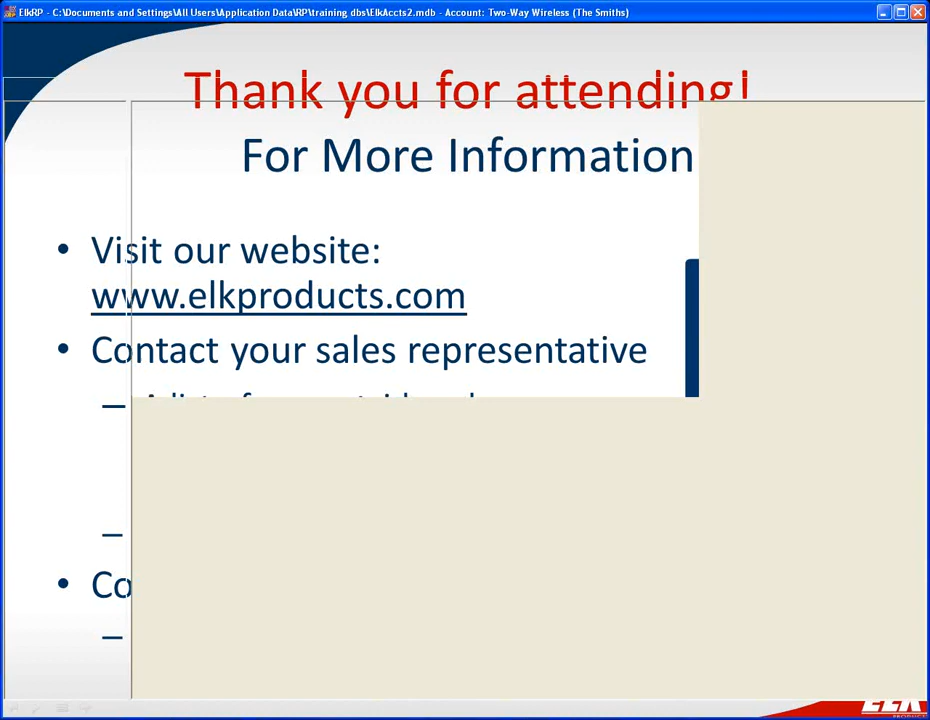 ElkRP - C:\Documents and Settings\All Users\Application Data\RP\training dbs\ElkAccts2.mdb - Account: Two-Way Wireless (The Smiths)
Thank you for attending!
For More Information
• Visit our website:
www.elkproducts.com
• Contact your sales representative
–
–
• Co
–
ELK